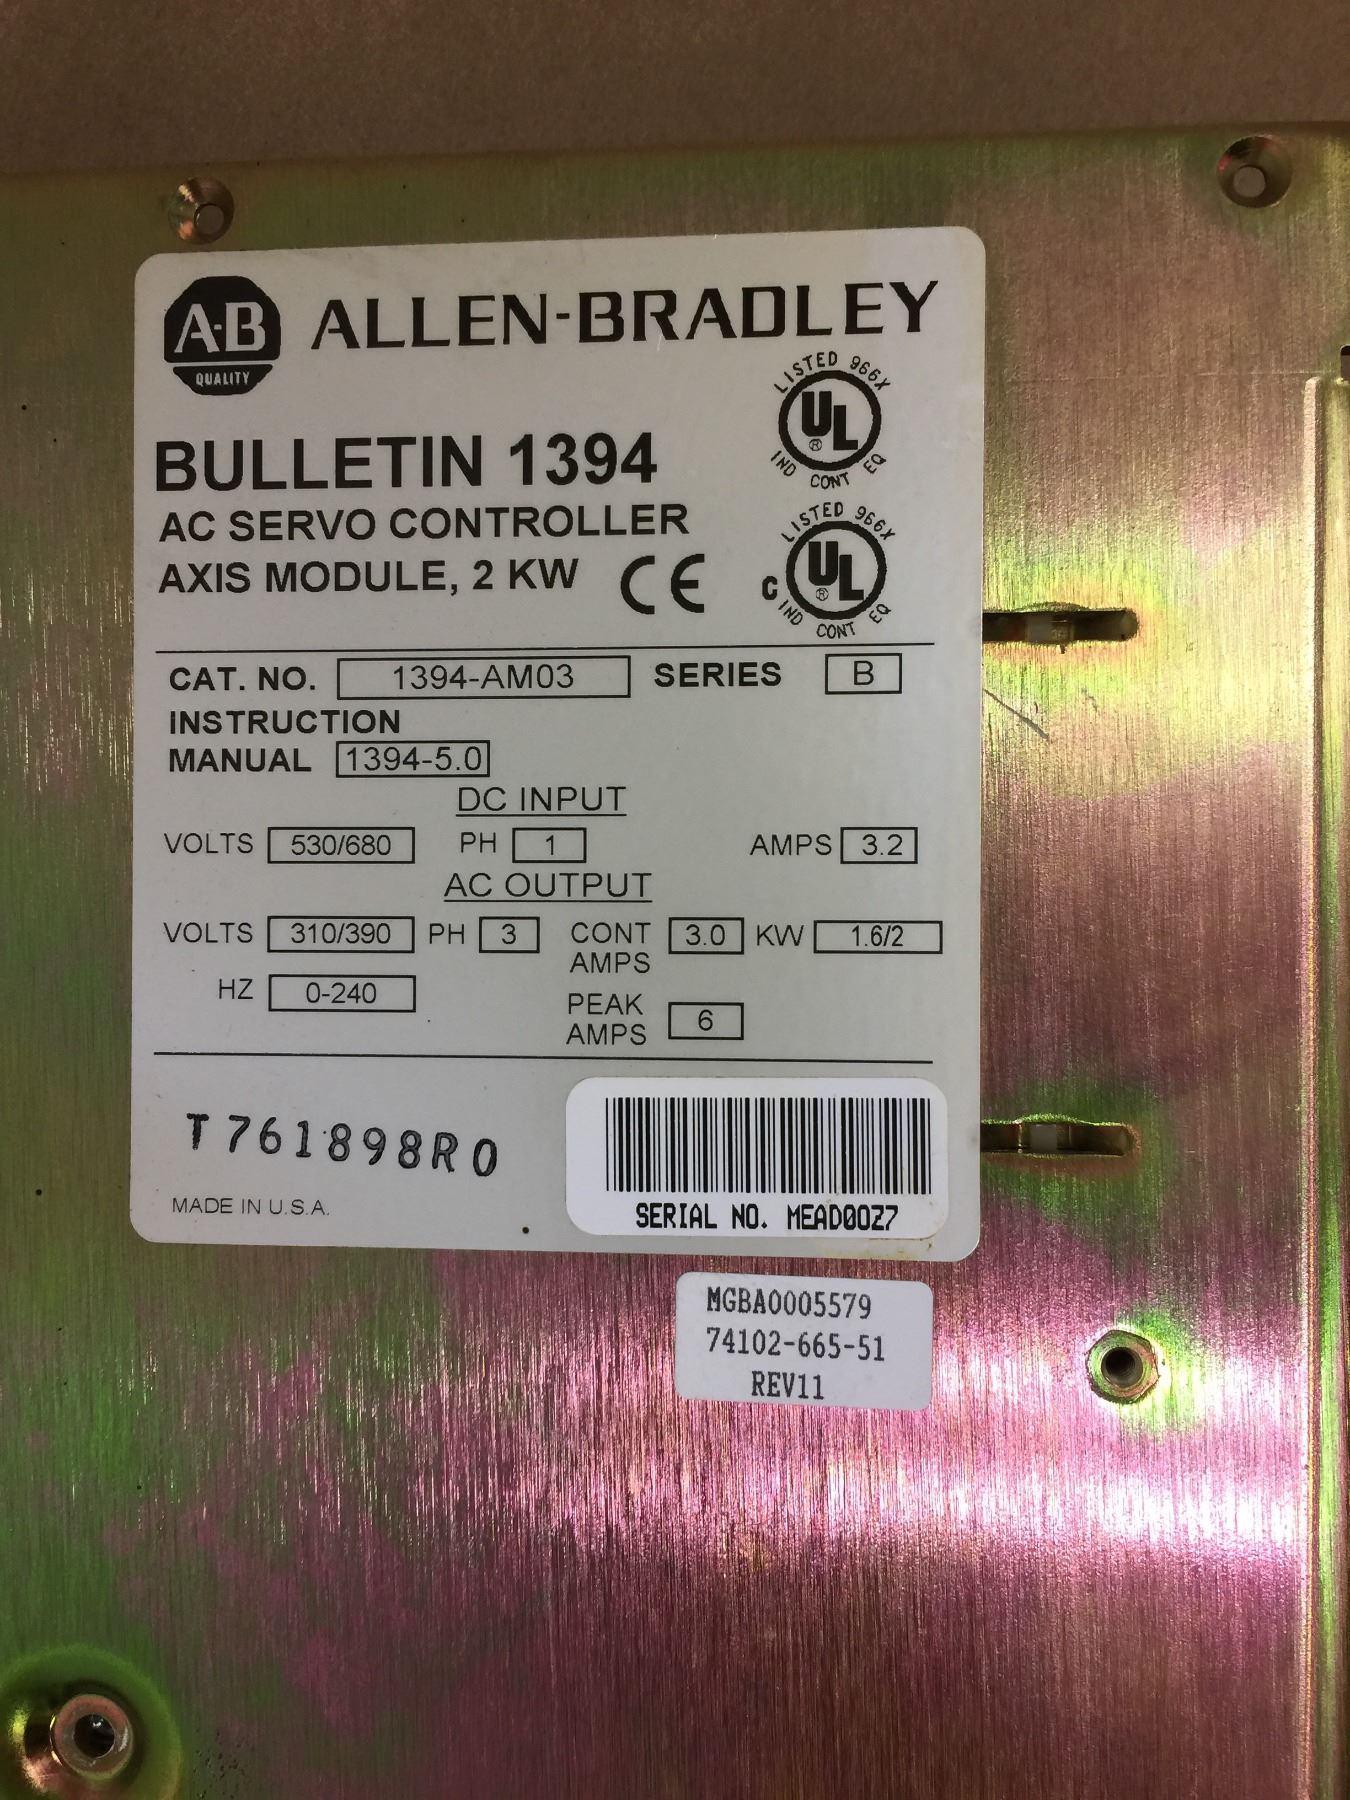 A-B
QUALITY
ALLEN-BRADLEY
LISTED 966X
UL
®
IND CONT EQ
BULLETIN 1394
AC SERVO CONTROLLER
AXIS MODULE, 2 KW
CE
LISTED 966X
C UL
®
IND CONT EQ
CAT. NO. 1394-AM03 SERIES B
INSTRUCTION
MANUAL 1394-5.0
DC INPUT
VOLTS 530/680 PH 1 AMPS 3.2
AC OUTPUT
VOLTS 310/390 PH 3 CONT 3.0 KW 1.6/2
AMPS
HZ 0-240
PEAK
AMPS 6
T761898R0
MADE IN U.S.A.
SERIAL NO. MEAD00Z7
MGBA0005579
74102-665-51
REV11